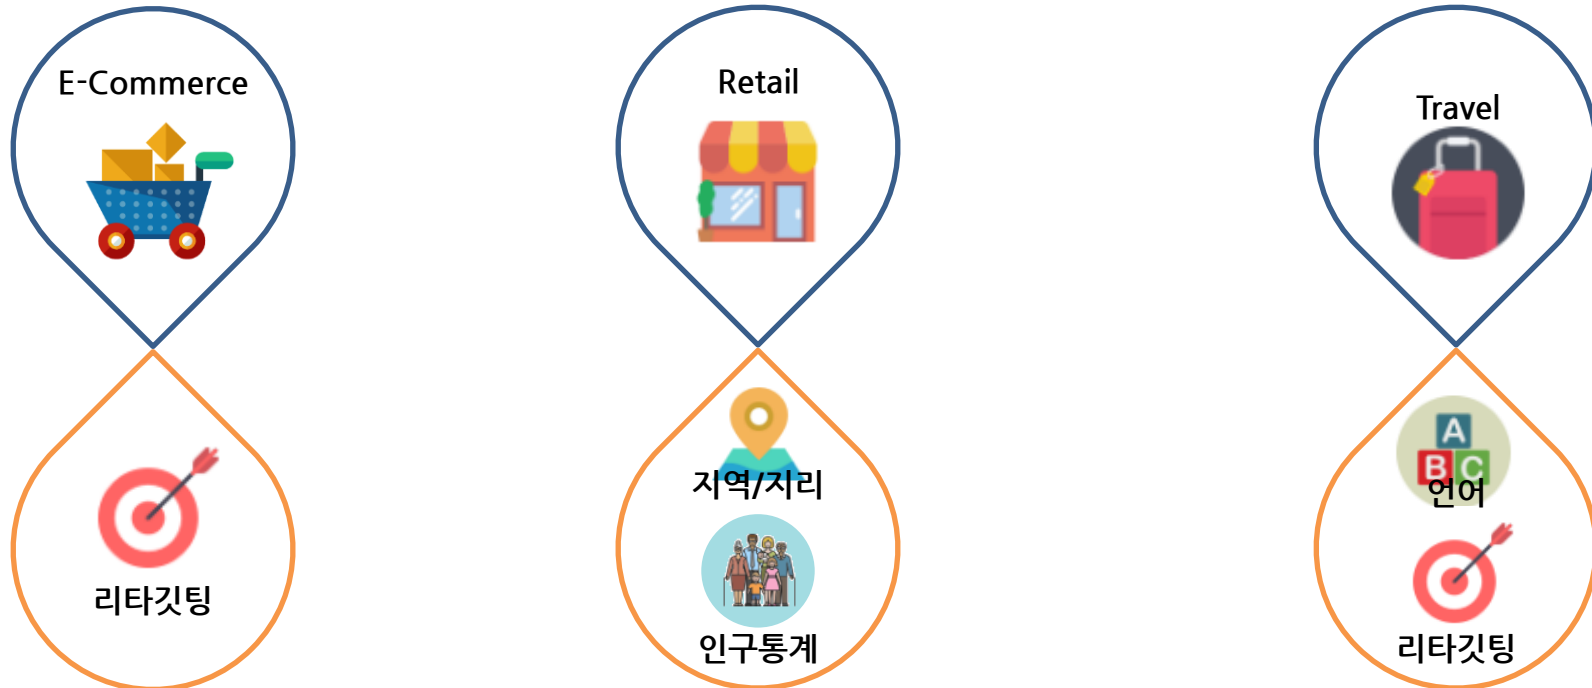 E-Commerce
Retail
Travel
A
B C
지역/지리
언어
리타깃팅
인구통계
리타깃팅